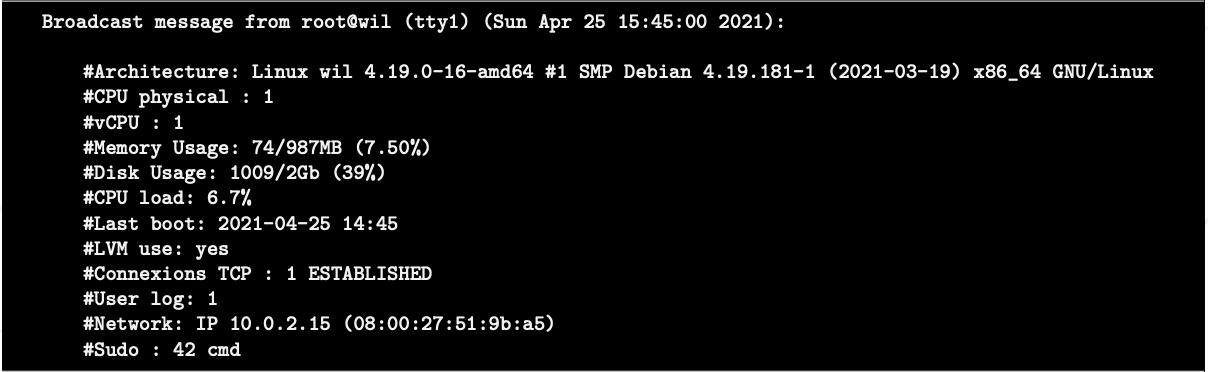 Broadcast message from root@wil (tty1) (Sun Apr 25 15:45:00 2021):
#Architecture: Linux wil 4.19.0-16-amd64 #1 SMP Debian 4.19.181-1 (2021-03-19) x86_64 GNU/Linux
#CPU physical : 1
#vCPU : 1
#Memory Usage: 74/987MB (7.50%)
#Disk Usage: 1009/2Gb (39%)
#CPU load: 6.7%
#Last boot: 2021-04-25 14:45
#LVM use: yes
#Connexions TCP : 1 ESTABLISHED
#User log: 1
#Network: IP 10.0.2.15 (08:00:27:51:9b:a5)
#Sudo : 42 cmd